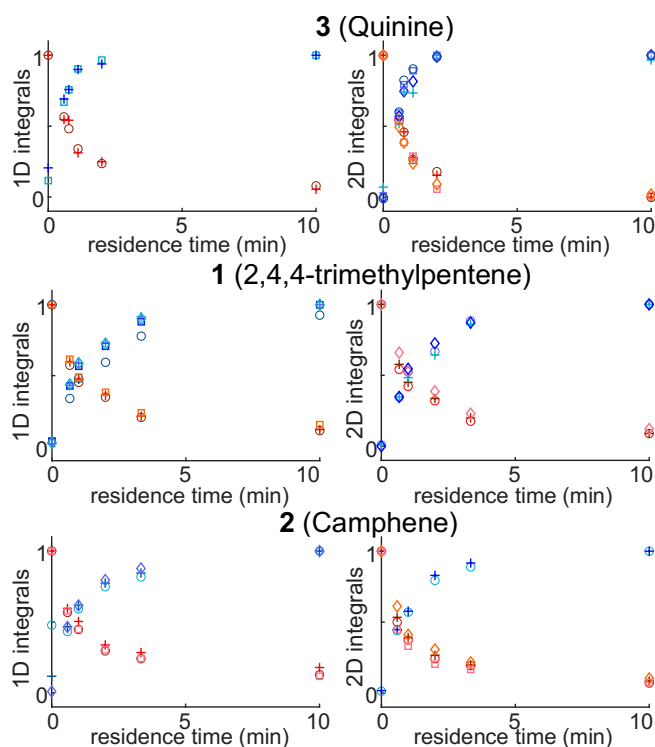 3 (Quinine)
1D integrals
1
0
0 5 10
residence time (min)
2D integrals
1
0
0 5 10
residence time (min)
1 (2,4,4-trimethylpentene)
1D integrals
1
0
0 5 10
residence time (min)
2D integrals
1
0
0 5 10
residence time (min)
2 (Camphene)
1D integrals
1
0
0 5 10
residence time (min)
2D integrals
1
0
0 5 10
residence time (min)